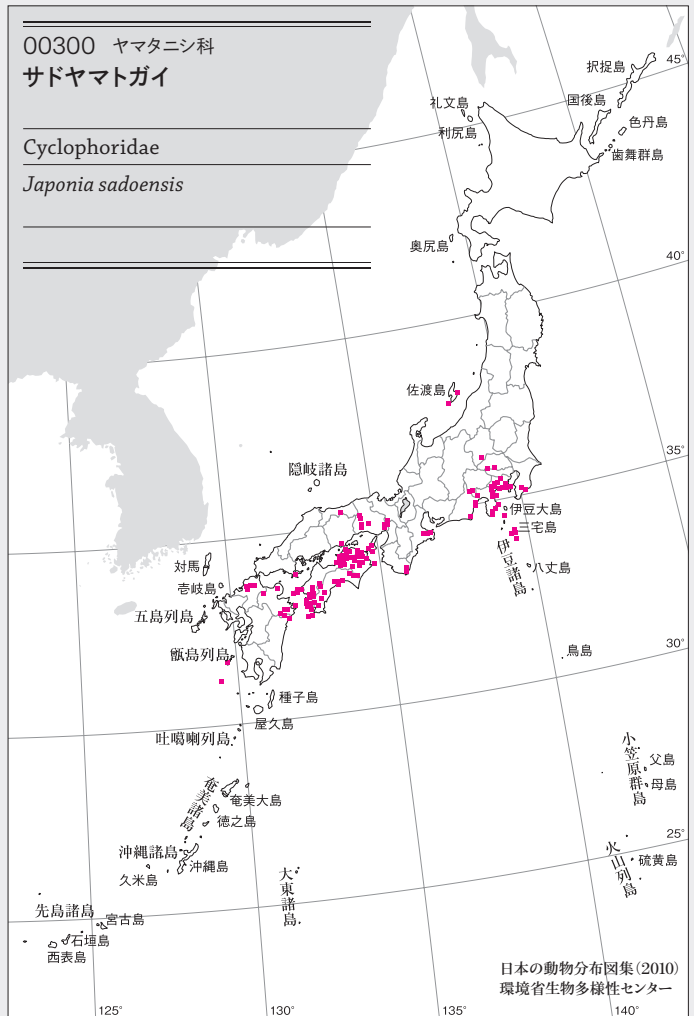 00300 ヤマタニシ科
サドヤマトガイ
Cyclophoridae
Japonia sadoensis
択捉島
45°
礼文島
国後島
利尻島
色丹島
歯舞群島
奥尻島
40°
佐渡島
35°
隠岐諸島
伊豆大島
三宅島
伊豆諸島
八丈島
対馬
壱岐島
五島列島
鳥島
30°
甑島列島
種子島
屋久島
吐噶喇列島
小笠原群島
父島
母島
奄美諸島
奄美大島
徳之島
25°
沖縄諸島
沖縄島
久米島
火山列島
硫黄島
大東諸島
先島諸島
宮古島
石垣島
西表島
日本の動物分布図集(2010)
環境省生物多様性センター
125°
130°
135°
140°